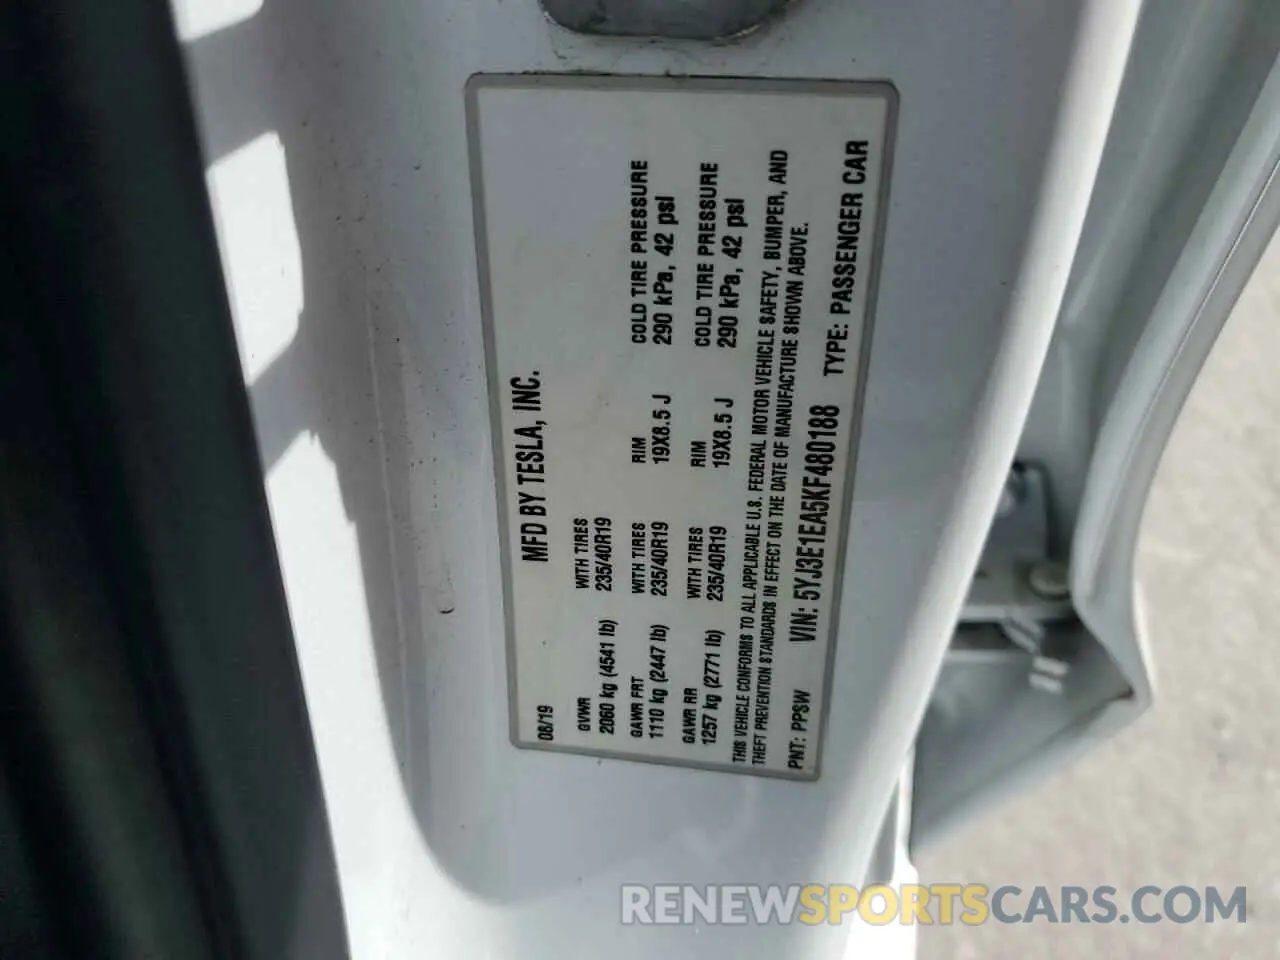 MFD BY TESLA, INC.
08/19
GVWR
2060 kg (4541 lb)
WITH TIRES
235/40R19
GAWR FRT
1110 kg (2447 lb)
WITH TIRES
235/40R19
RIM
19X8.5 J
COLD TIRE PRESSURE
290 kPa, 42 psi
GAWR RR
1257 kg (2771 lb)
WITH TIRES
235/40R19
RIM
19X8.5 J
COLD TIRE PRESSURE
290 kPa, 42 psi
THIS VEHICLE CONFORMS TO ALL APPLICABLE U.S. FEDERAL MOTOR VEHICLE SAFETY, BUMPER, AND
THEFT PREVENTION STANDARDS IN EFFECT ON THE DATE OF MANUFACTURE SHOWN ABOVE.
PNT: PPSW VIN: 5YJ3E1EA5KF480188 TYPE: PASSENGER CAR
RENEWSPORTSCARS.COM